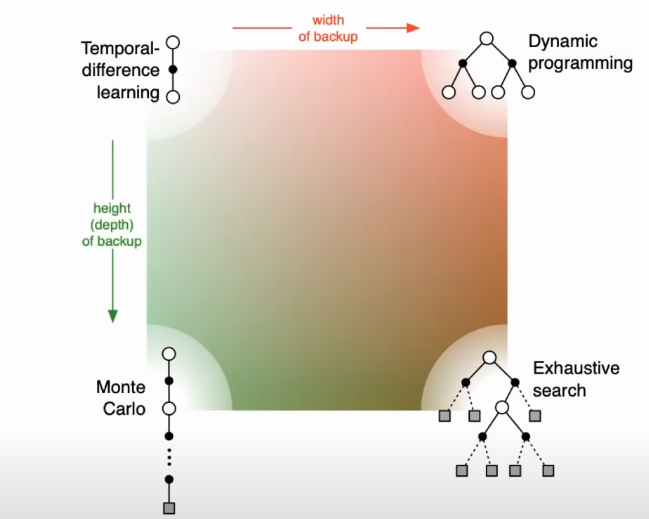 width
of backup
Temporal-
difference
learning
Dynamic
programming
height
(depth)
of backup
Monte
Carlo
Exhaustive
search